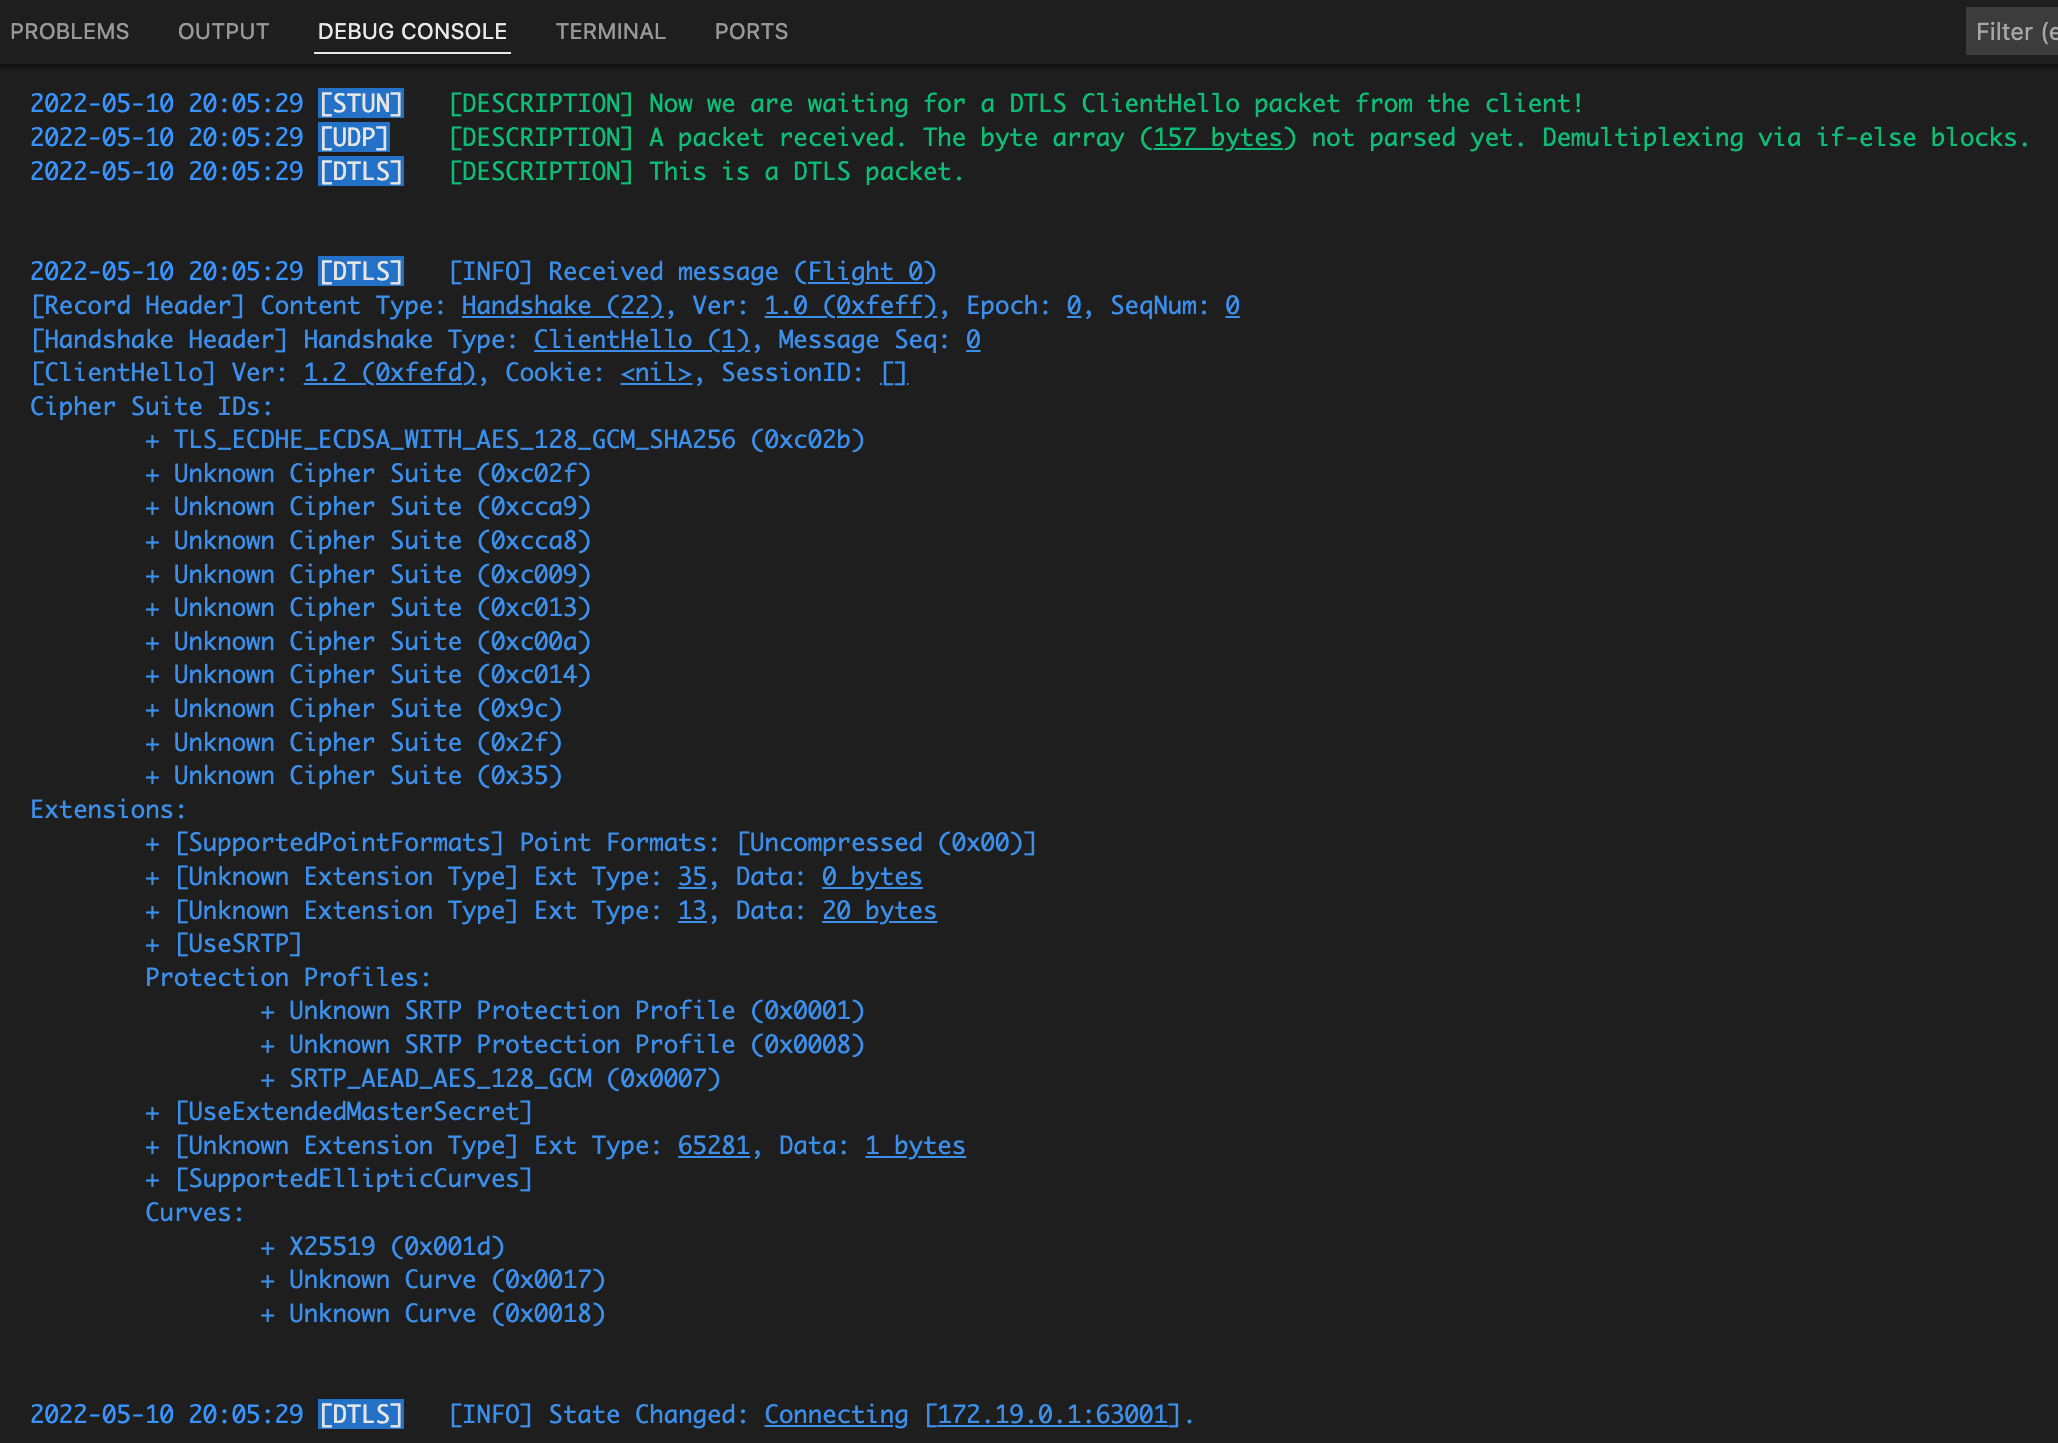 PROBLEMS OUTPUT DEBUG CONSOLE TERMINAL PORTS Filter (e
2022-05-10 20:05:29 [STUN] [DESCRIPTION] Now we are waiting for a DTLS ClientHello packet from the client!
2022-05-10 20:05:29 [UDP] [DESCRIPTION] A packet received. The byte array (157 bytes) not parsed yet. Demultiplexing via if-else blocks.
2022-05-10 20:05:29 [DTLS] [DESCRIPTION] This is a DTLS packet.
2022-05-10 20:05:29 [DTLS] [INFO] Received message (Flight 0)
[Record Header] Content Type: Handshake (22), Ver: 1.0 (0xfeff), Epoch: 0, SeqNum: 0
[Handshake Header] Handshake Type: ClientHello (1), Message Seq: 0
[ClientHello] Ver: 1.2 (0xfefd), Cookie: <nil>, SessionID: []
Cipher Suite IDs:
+ TLS_ECDHE_ECDSA_WITH_AES_128_GCM_SHA256 (0xc02b)
+ Unknown Cipher Suite (0xc02f)
+ Unknown Cipher Suite (0xcca9)
+ Unknown Cipher Suite (0xcca8)
+ Unknown Cipher Suite (0xc009)
+ Unknown Cipher Suite (0xc013)
+ Unknown Cipher Suite (0xc00a)
+ Unknown Cipher Suite (0xc014)
+ Unknown Cipher Suite (0x9c)
+ Unknown Cipher Suite (0x2f)
+ Unknown Cipher Suite (0x35)
Extensions:
+ [SupportedPointFormats] Point Formats: [Uncompressed (0x00)]
+ [Unknown Extension Type] Ext Type: 35, Data: 0 bytes
+ [Unknown Extension Type] Ext Type: 13, Data: 20 bytes
+ [UseSRTP]
Protection Profiles:
+ Unknown SRTP Protection Profile (0x0001)
+ Unknown SRTP Protection Profile (0x0008)
+ SRTP_AEAD_AES_128_GCM (0x0007)
+ [UseExtendedMasterSecret]
+ [Unknown Extension Type] Ext Type: 65281, Data: 1 bytes
+ [SupportedEllipticCurves]
Curves:
+ X25519 (0x001d)
+ Unknown Curve (0x0017)
+ Unknown Curve (0x0018)
2022-05-10 20:05:29 [DTLS] [INFO] State Changed: Connecting [172.19.0.1:63001].